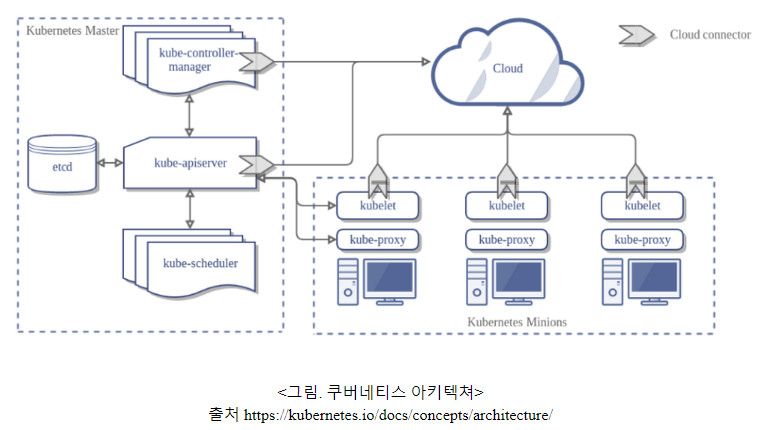 Kubernetes Master
kube-controller-
manager
Cloud connector
Cloud
etcd
kube-apiserver
kubelet
kubelet
kubelet
kube-proxy
kube-proxy
kube-proxy
kube-scheduler
Kubernetes Minions
<그림. 쿠버네티스 아키텍쳐>
출처 https://kubernetes.io/docs/concepts/architecture/